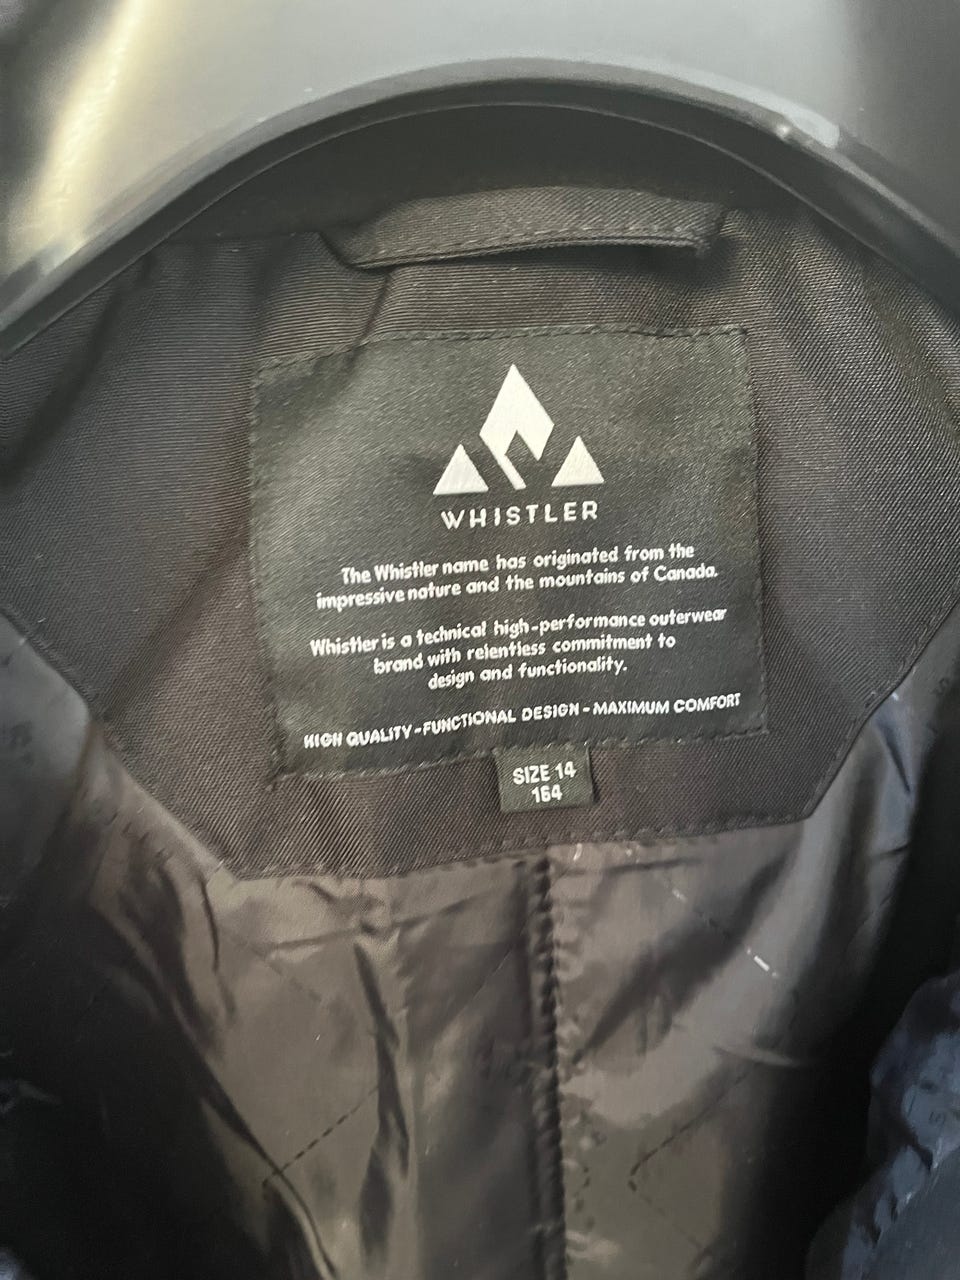 WHISTLER
The Whistler name has originated from the
impressive nature and the mountains of Canada.
Whistler is a technical high-performance outerwear
brand with relentless commitment to
design and functionality.
HIGH QUALITY - FUNCTIONAL DESIGN - MAXIMUM COMFORT
SIZE 14
164